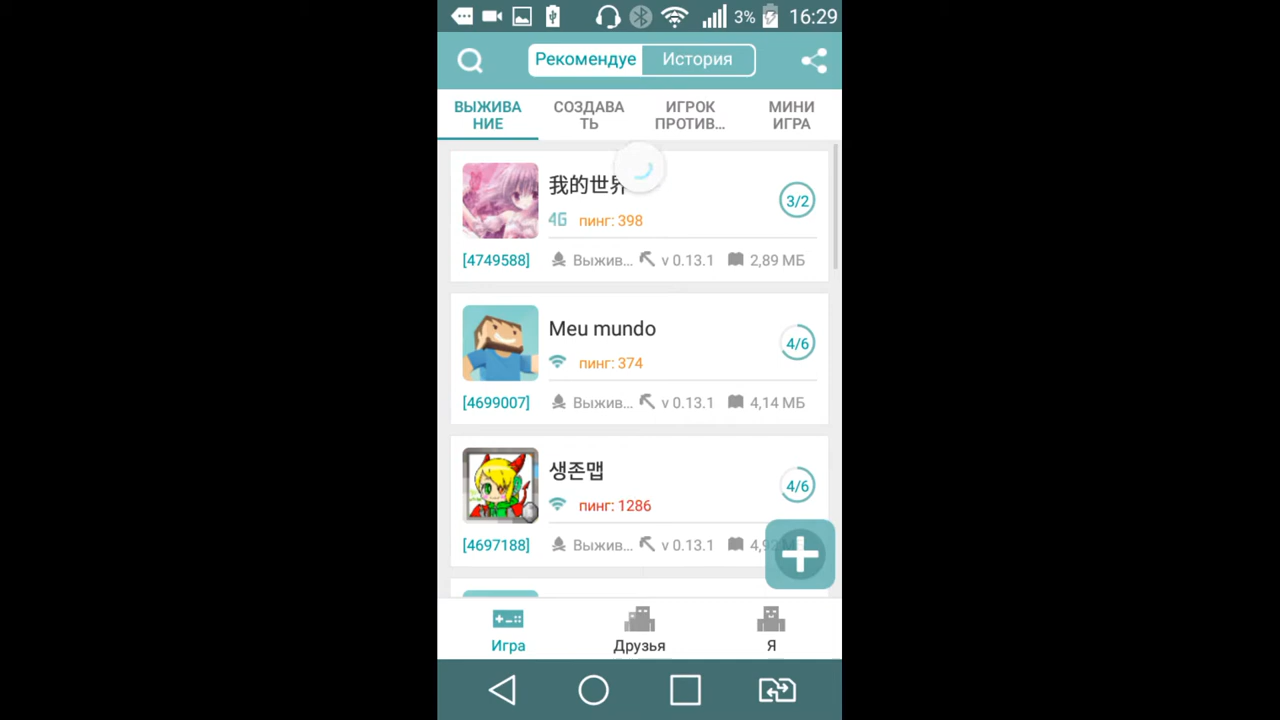 3% 16:29
Рекомендуе История
ВЫЖИВА
НИЕ
СОЗДАВА
ТЬ
ИГРОК
ПРОТИВ...
МИНИ
ИГРА
我的世界
4G пинг: 398
3/2
[4749588] Выжив... v 0.13.1 2,89 МБ
Meu mundo
пинг: 374
4/6
[4699007] Выжив... v 0.13.1 4,14 МБ
생존맵
пинг: 1286
4/6
[4697188] Выжив... v 0.13.1
Игра Друзья Я